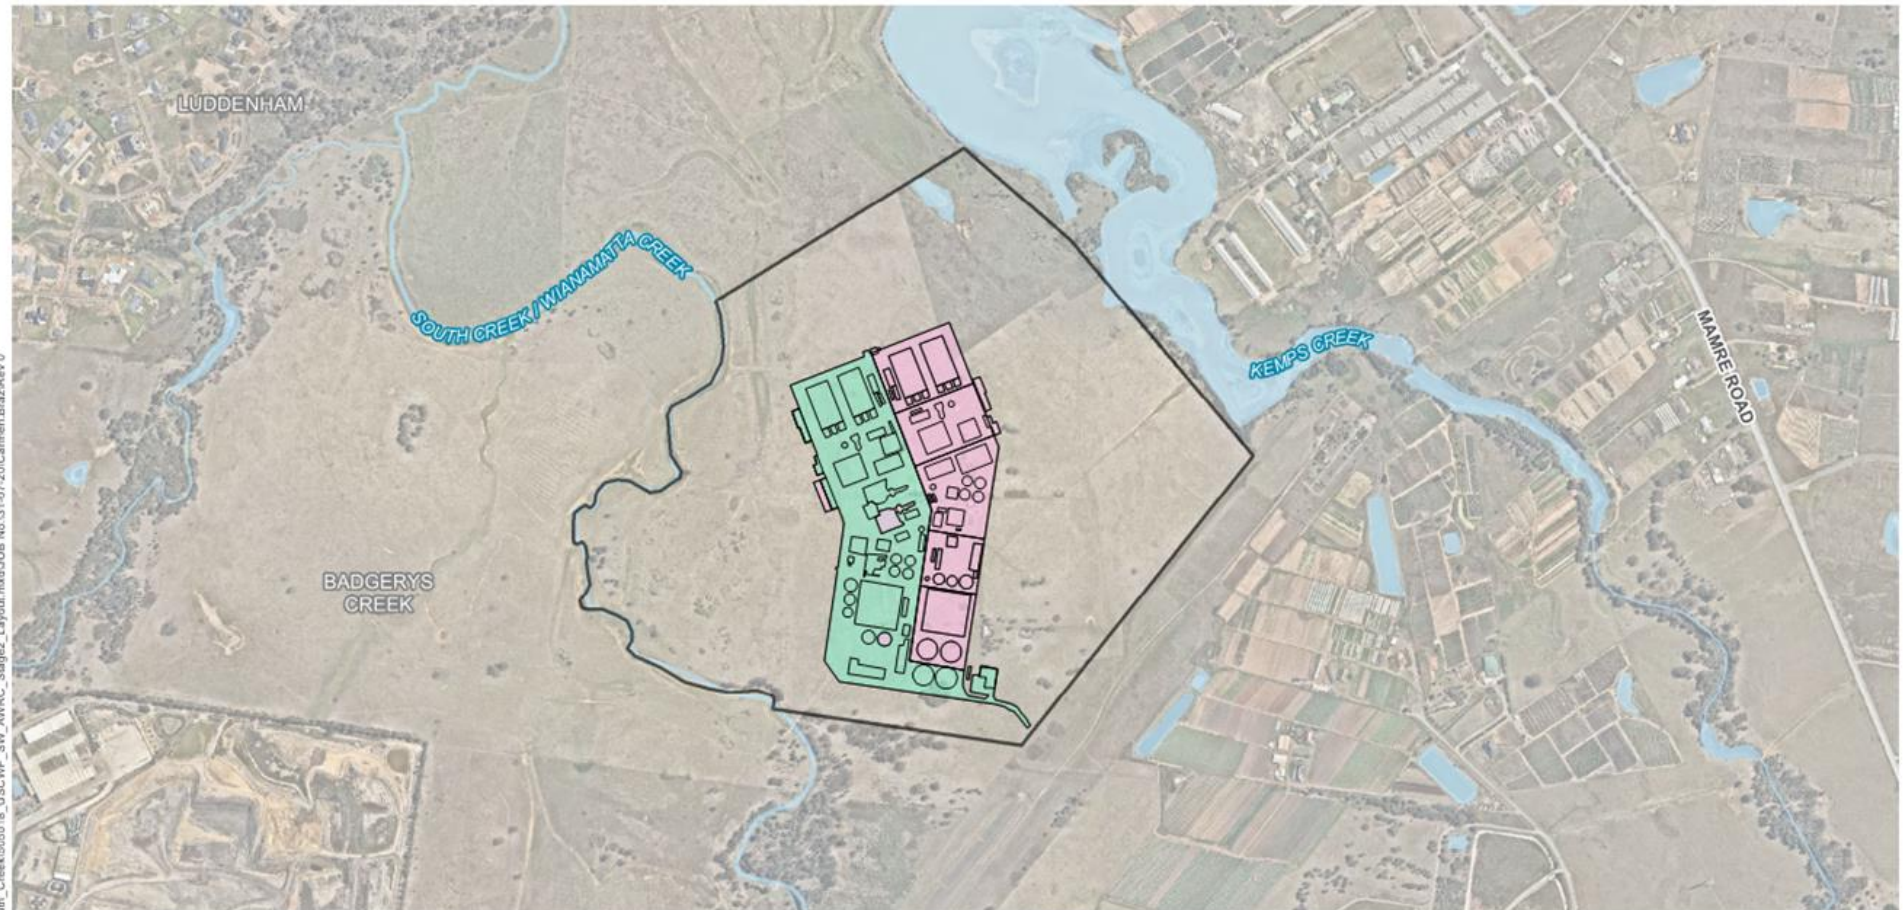 LUDDENHAM
SOUTH CREEK / WIANAMATTA CREEK
KEMPS CREEK
MAMRE ROAD
BADGERYS
CREEK